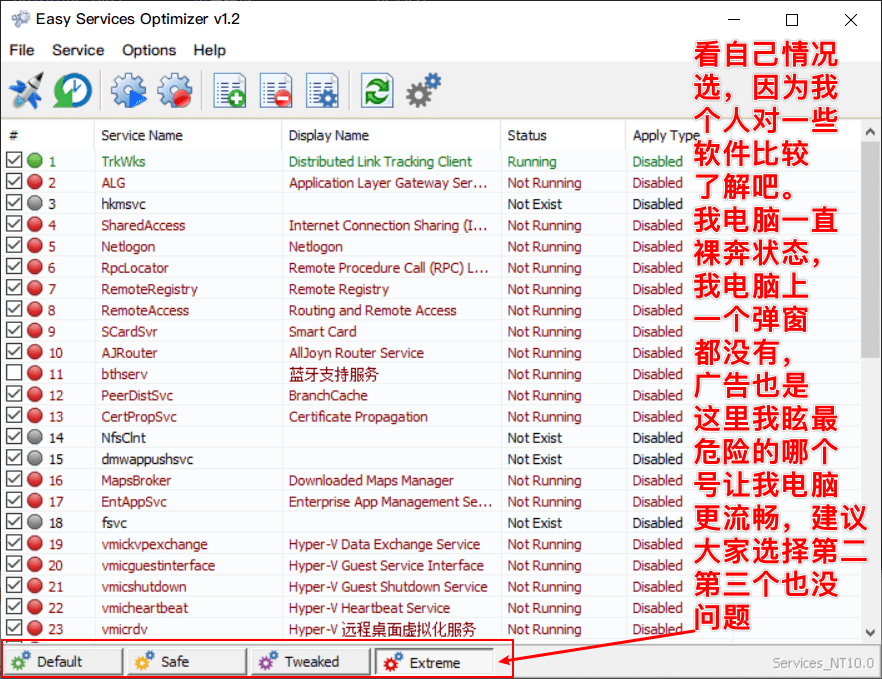 Easy Services Optimizer v1.2
File Service Options Help
# Service Name Display Name Status Apply Type
1 TrkWks Distributed Link Tracking Client Running Disabled
2 ALG Application Layer Gateway Ser... Not Running Disabled
3 hkmsvc Not Exist Disabled
4 SharedAccess Internet Connection Sharing (I... Not Running Disabled
5 Netlogon Netlogon Not Running Disabled
6 RpcLocator Remote Procedure Call (RPC) L... Not Running Disabled
7 RemoteRegistry Remote Registry Not Running Disabled
8 RemoteAccess Routing and Remote Access Not Running Disabled
9 SCardSvr Smart Card Not Running Disabled
10 AJRouter AllJoyn Router Service Not Running Disabled
11 bthserv 蓝牙支持服务 Not Running Disabled
12 PeerDistSvc BranchCache Not Running Disabled
13 CertPropSvc Certificate Propagation Not Running Disabled
14 NfsClnt Not Exist Disabled
15 dmwappushsvc Not Exist Disabled
16 MapsBroker Downloaded Maps Manager Not Running Disabled
17 EntAppSvc Enterprise App Management Se... Not Running Disabled
18 fsvc Not Exist Disabled
19 vmickvpexchange Hyper-V Data Exchange Service Not Running Disabled
20 vmicguestinterface Hyper-V Guest Service Interface Not Running Disabled
21 vmicshutdown Hyper-V Guest Shutdown Service Not Running Disabled
22 vmicheartbeat Hyper-V Heartbeat Service Not Running Disabled
23 vmicrdv Hyper-V 远程桌面虚拟化服务 Not Running Disabled
看自己情况
选，因为我
个人对一些
软件比较
了解吧。
我电脑一直
裸奔状态，
我电脑上
一个弹窗
都没有，
广告也是
这里我眩最
危险的哪个
号让我电脑
更流畅，建议
大家选择第二
第三个也没
问题
Default Safe Tweaked Extreme Services_NT10.0